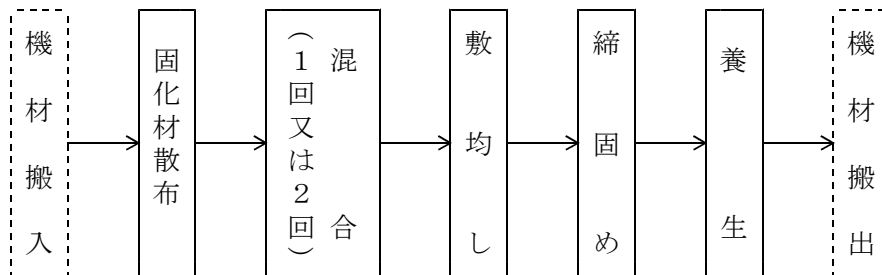 機材搬入
固化材散布
混合
（１回又は２回）
敷均し
締固め
養生
機材搬出